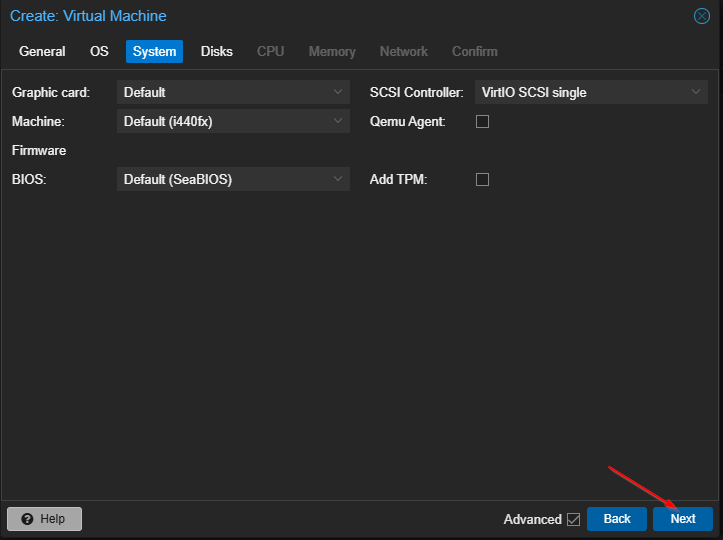 Create: Virtual Machine
General OS System Disks CPU Memory Network Confirm
Graphic card: Default SCSI Controller: VirtIO SCSI single
Machine: Default (i440fx) Qemu Agent:
Firmware
BIOS: Default (SeaBIOS) Add TPM:
? Help Advanced Back Next